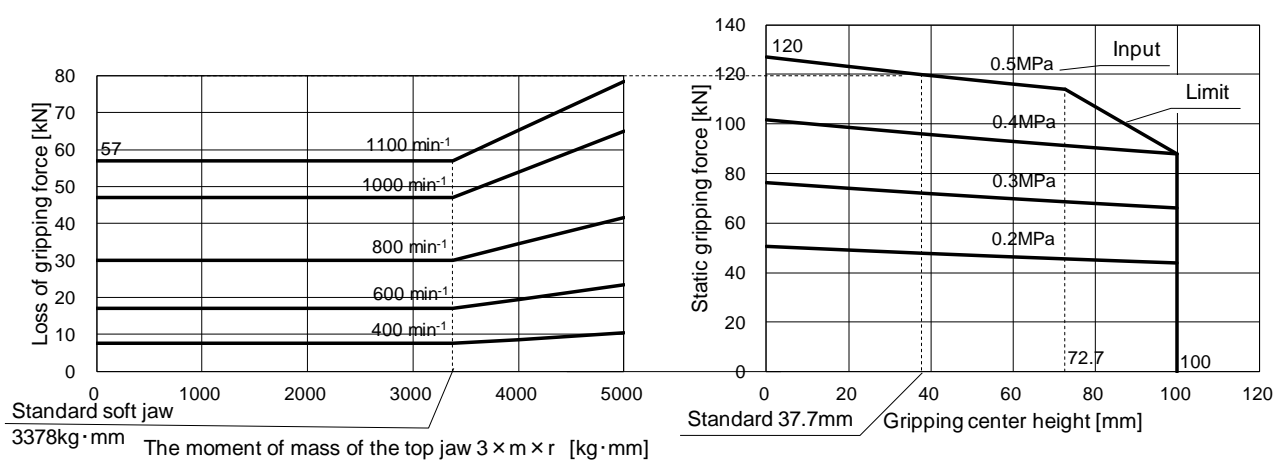 Loss of gripping force [kN]
80
70
60
50
40
30
20
10
0
57
1100 min⁻¹
1000 min⁻¹
800 min⁻¹
600 min⁻¹
400 min⁻¹
0 1000 2000 3000 4000 5000
Standard soft jaw
3378kg·mm
The moment of mass of the top jaw 3×m×r [kg·mm]
Static gripping force [kN]
140
120
100
80
60
40
20
0
120
0.5MPa
Input
Limit
0.4MPa
0.3MPa
0.2MPa
72.7
100
0 20 40 60 80 100 120
Standard 37.7mm
Gripping center height [mm]